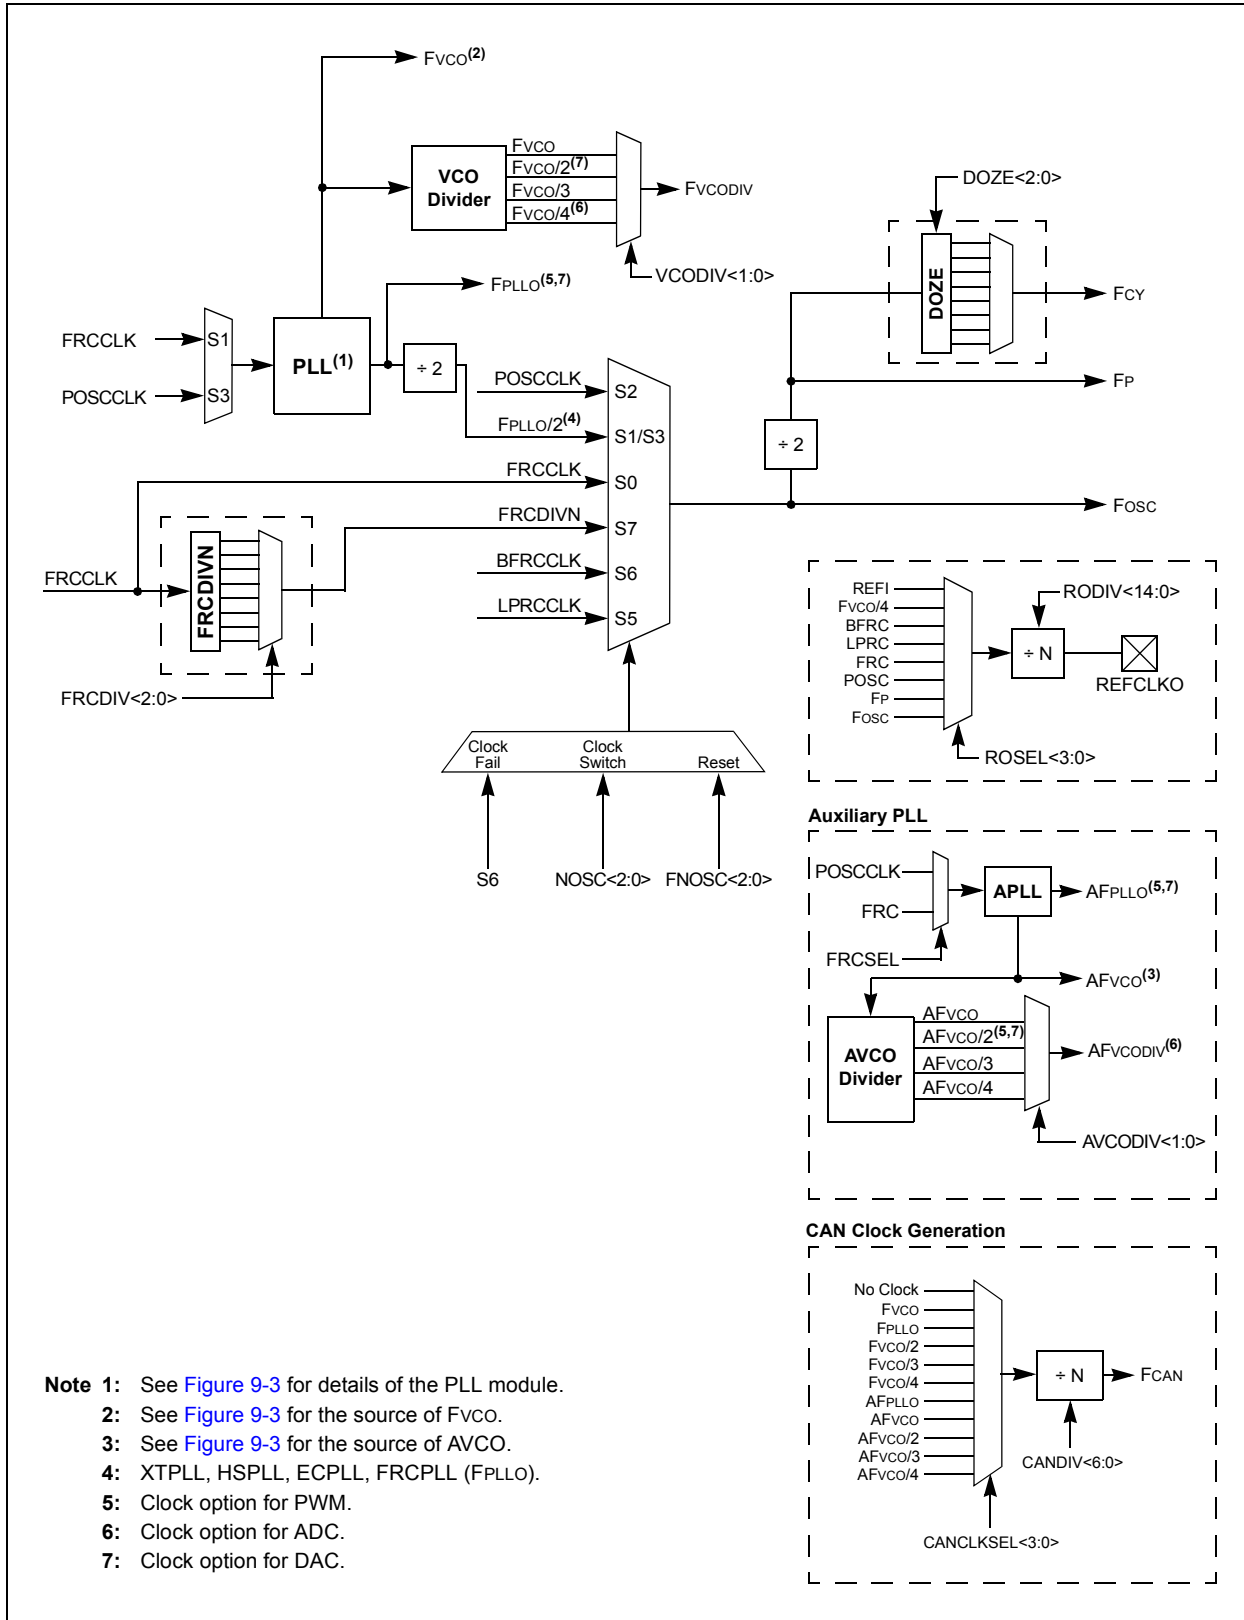 FVCO(2)
VCO
Divider
FVCO
FVCO/2(7)
FVCO/3
FVCO/4(6)
FVCODIV
VCODIV<1:0>
DOZE<2:0>
DOZE
FCY
FPLLO(5,7)
FRCCLK
S1
POSCCLK
S3
PLL(1)
÷ 2
FP
÷ 2
POSCCLK
S2
FPLLO/2(4)
S1/S3
FRCCLK
S0
FRCDIVN
S7
BFRCCLK
S6
LPRCCLK
S5
FOSC
FRCCLK
FRCDIVN
FRCDIV<2:0>
Clock
Fail
Clock
Switch
Reset
S6
NOSC<2:0>
FNOSC<2:0>
REFI
FVCO/4
BFRC
LPRC
FRC
POSC
FP
FOSC
RODIV<14:0>
÷ N
REFCLKO
ROSEL<3:0>
Auxiliary PLL
POSCCLK
FRC
FRCSEL
APLL
AFPLLO(5,7)
AFVCO(3)
AVCO
Divider
AFVCO
AFVCO/2(5,7)
AFVCO/3
AFVCO/4
AFVCODIV(6)
AVCODIV<1:0>
CAN Clock Generation
No Clock
FVCO
FPLLO
FVCO/2
FVCO/3
FVCO/4
AFPLLO
AFVCO
AFVCO/2
AFVCO/3
AFVCO/4
÷ N
FCAN
CANDIV<6:0>
CANCLKSEL<3:0>
Note 1: See Figure 9-3 for details of the PLL module.
2: See Figure 9-3 for the source of FVCO.
3: See Figure 9-3 for the source of AVCO.
4: XTPLL, HSPLL, ECPLL, FRCPLL (FPLLO).
5: Clock option for PWM.
6: Clock option for ADC.
7: Clock option for DAC.